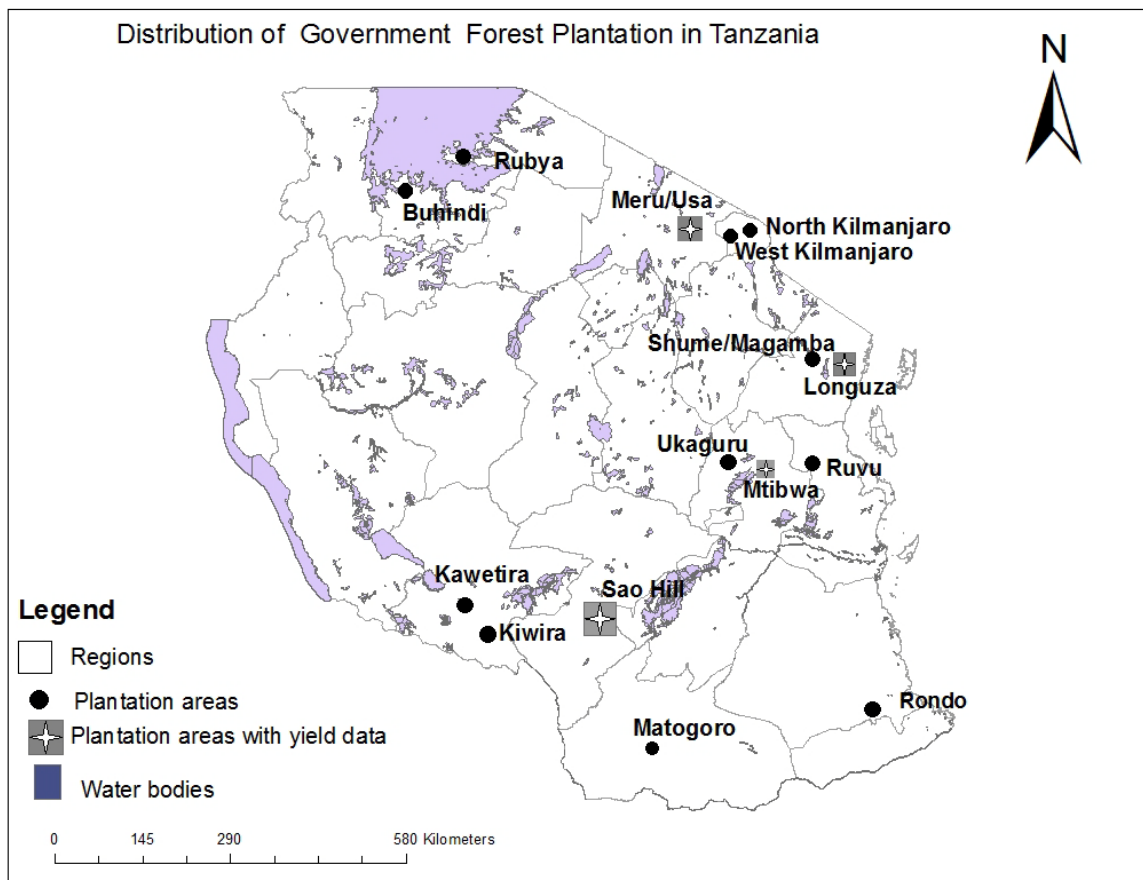 Distribution of Government Forest Plantation in Tanzania
N
Rubya
Buhindi
Meru/Usa
North Kilmanjaro
West Kilmanjaro
Shume/Magamba
Longuza
Ukaguru
Ruvu
Mtibwa
Kawetira
Sao Hill
Kiwira
Rondo
Matogoro
Legend
Regions
Plantation areas
Plantation areas with yield data
Water bodies
0 145 290 580 Kilometers